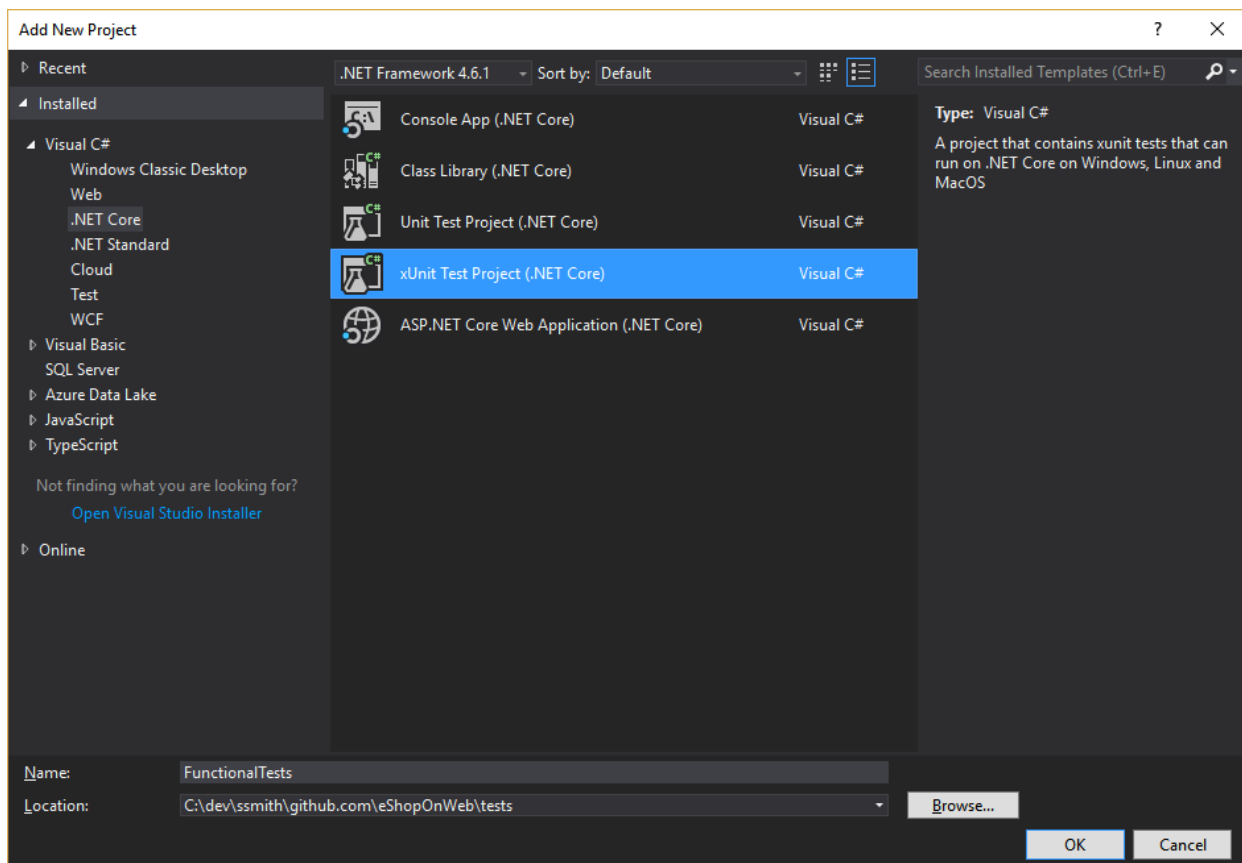 Add New Project
?
Recent
.NET Framework 4.6.1
Sort by: Default
Search Installed Templates (Ctrl+E)
Installed
Visual C#
Windows Classic Desktop
Web
.NET Core
.NET Standard
Cloud
Test
WCF
Visual Basic
SQL Server
Azure Data Lake
JavaScript
TypeScript
Not finding what you are looking for?
Open Visual Studio Installer
Online
C:\
Console App (.NET Core) Visual C#
C#
Class Library (.NET Core) Visual C#
C#
Unit Test Project (.NET Core) Visual C#
C#
xUnit Test Project (.NET Core) Visual C#
ASP.NET Core Web Application (.NET Core) Visual C#
Type: Visual C#
A project that contains xunit tests that can
run on .NET Core on Windows, Linux and
MacOS
Name: FunctionalTests
Location: C:\dev\ssmith\github.com\eShopOnWeb\tests
Browse...
OK Cancel